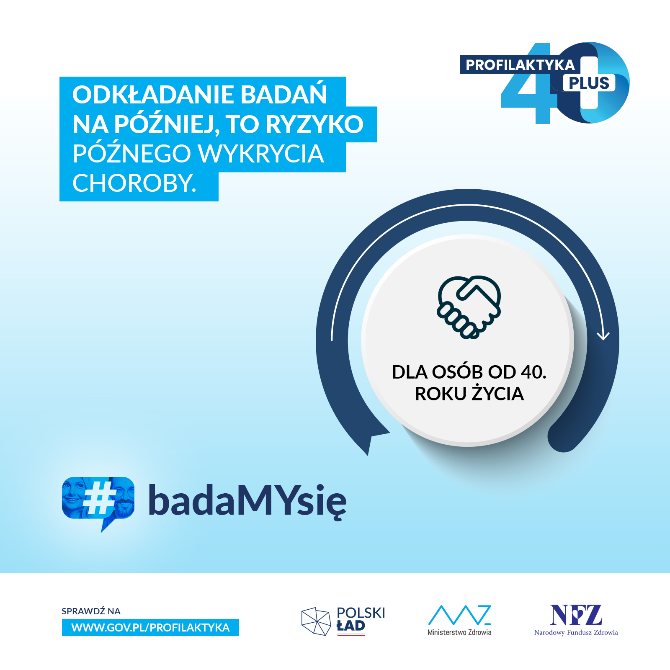 PROFILAKTYKA
40
PLUS
ODKŁADANIE BADAŃ
NA PÓŹNIEJ, TO RYZYKO
PÓŹNEGO WYKRYCIA
CHOROBY.
DLA OSÓB OD 40.
ROKU ŻYCIA
# badaMYsię
SPRAWDŹ NA
WWW.GOV.PL/PROFILAKTYKA
POLSKI
ŁAD
MZ
Ministerstwo Zdrowia
NFZ
Narodowy Fundusz Zdrowia